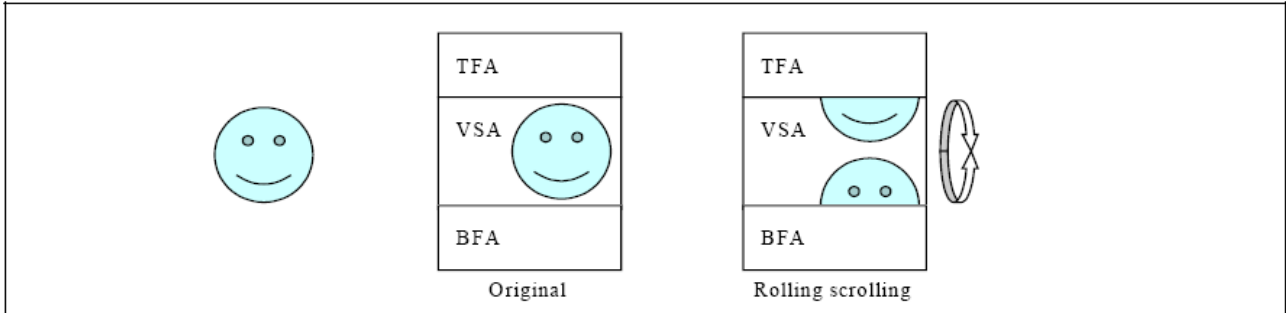 TFA
VSA
BFA
Original
TFA
VSA
BFA
Rolling scrolling